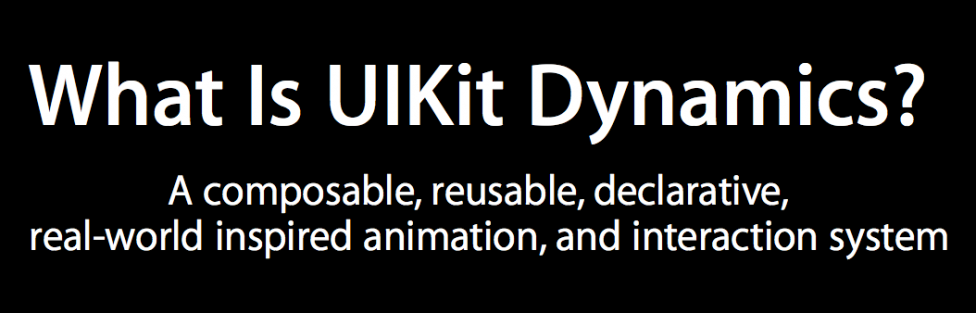 What Is UIKit Dynamics?
A composable, reusable, declarative,
real-world inspired animation, and interaction system